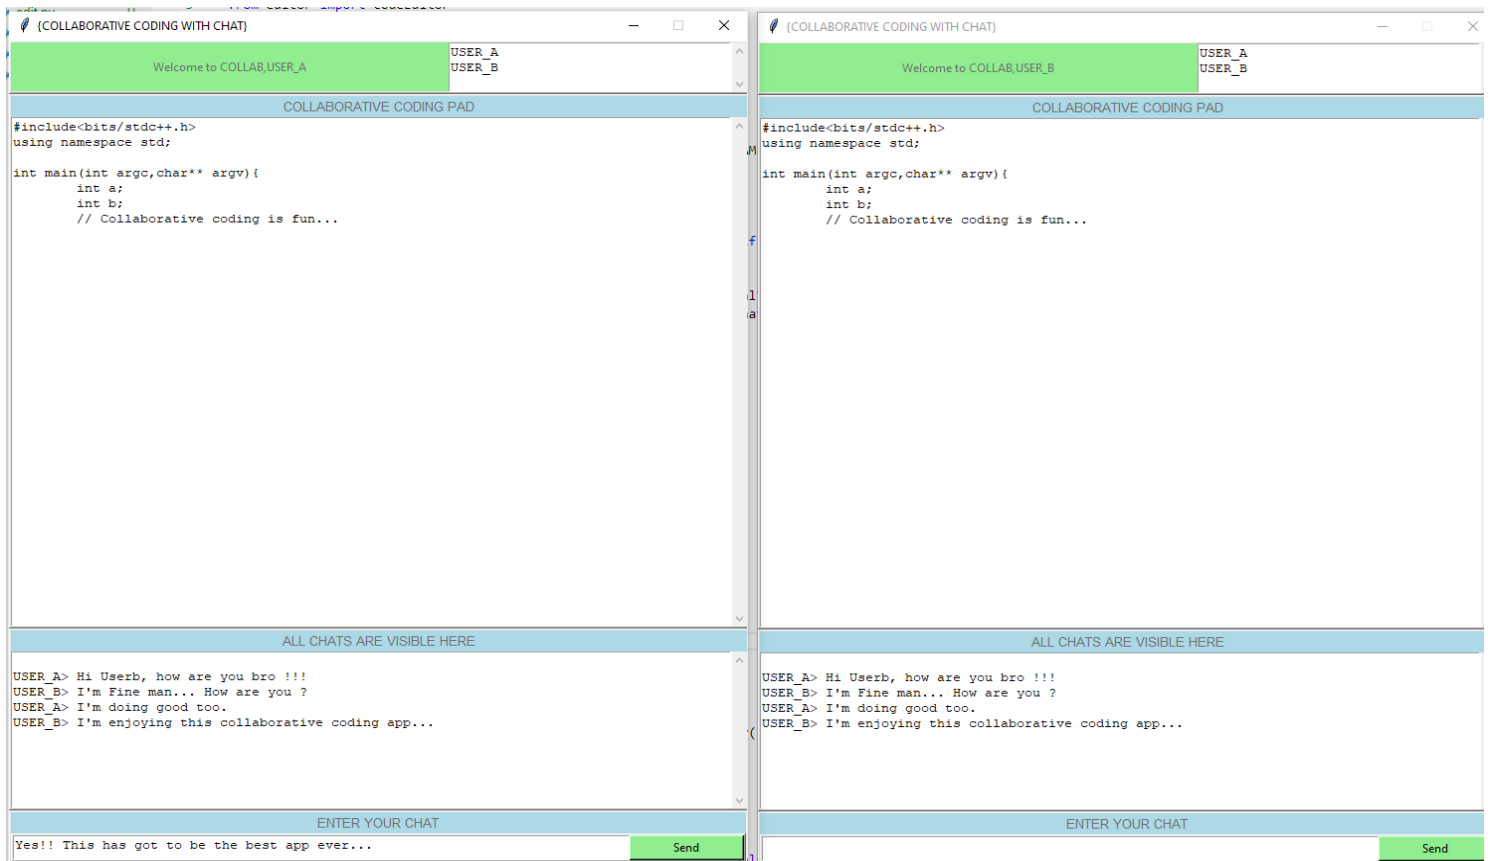 edit.py
from editor import CodeEditor
{COLLABORATIVE CODING WITH CHAT}
Welcome to COLLAB,USER_A
USER_A
USER_B
COLLABORATIVE CODING PAD
#include<bits/stdc++.h>
using namespace std;
int main(int argc,char** argv){
int a;
int b;
// Collaborative coding is fun...
ALL CHATS ARE VISIBLE HERE
USER_A> Hi Userb, how are you bro !!!
USER_B> I'm Fine man... How are you ?
USER_A> I'm doing good too.
USER_B> I'm enjoying this collaborative coding app...
ENTER YOUR CHAT
Yes!! This has got to be the best app ever...
Send
{COLLABORATIVE CODING WITH CHAT}
Welcome to COLLAB,USER_B
USER_A
USER_B
COLLABORATIVE CODING PAD
#include<bits/stdc++.h>
using namespace std;
int main(int argc,char** argv){
int a;
int b;
// Collaborative coding is fun...
ALL CHATS ARE VISIBLE HERE
USER_A> Hi Userb, how are you bro !!!
USER_B> I'm Fine man... How are you ?
USER_A> I'm doing good too.
USER_B> I'm enjoying this collaborative coding app...
ENTER YOUR CHAT
Send